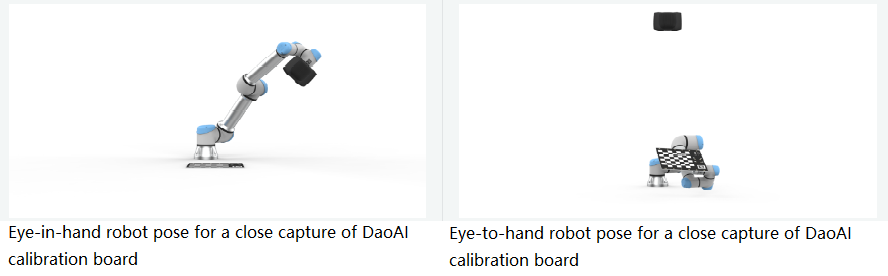 Eye-in-hand robot pose for a close capture of DaoAI
calibration board
Eye-to-hand robot pose for a close capture of DaoAI
calibration board